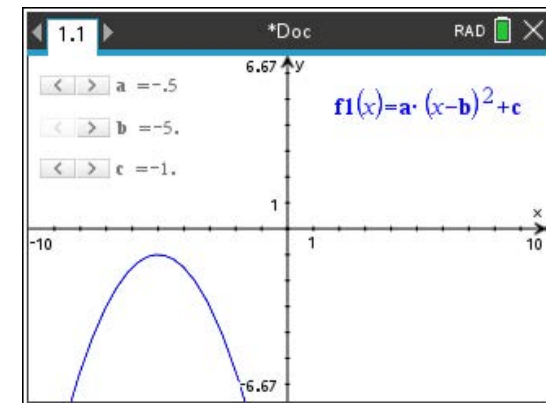 1.1 *Doc RAD
6.67 y
a =-.5
f1(x)=a· (x-b)²+c
b =-5.
c =-1.
1
x
-10 1 10
-6.67